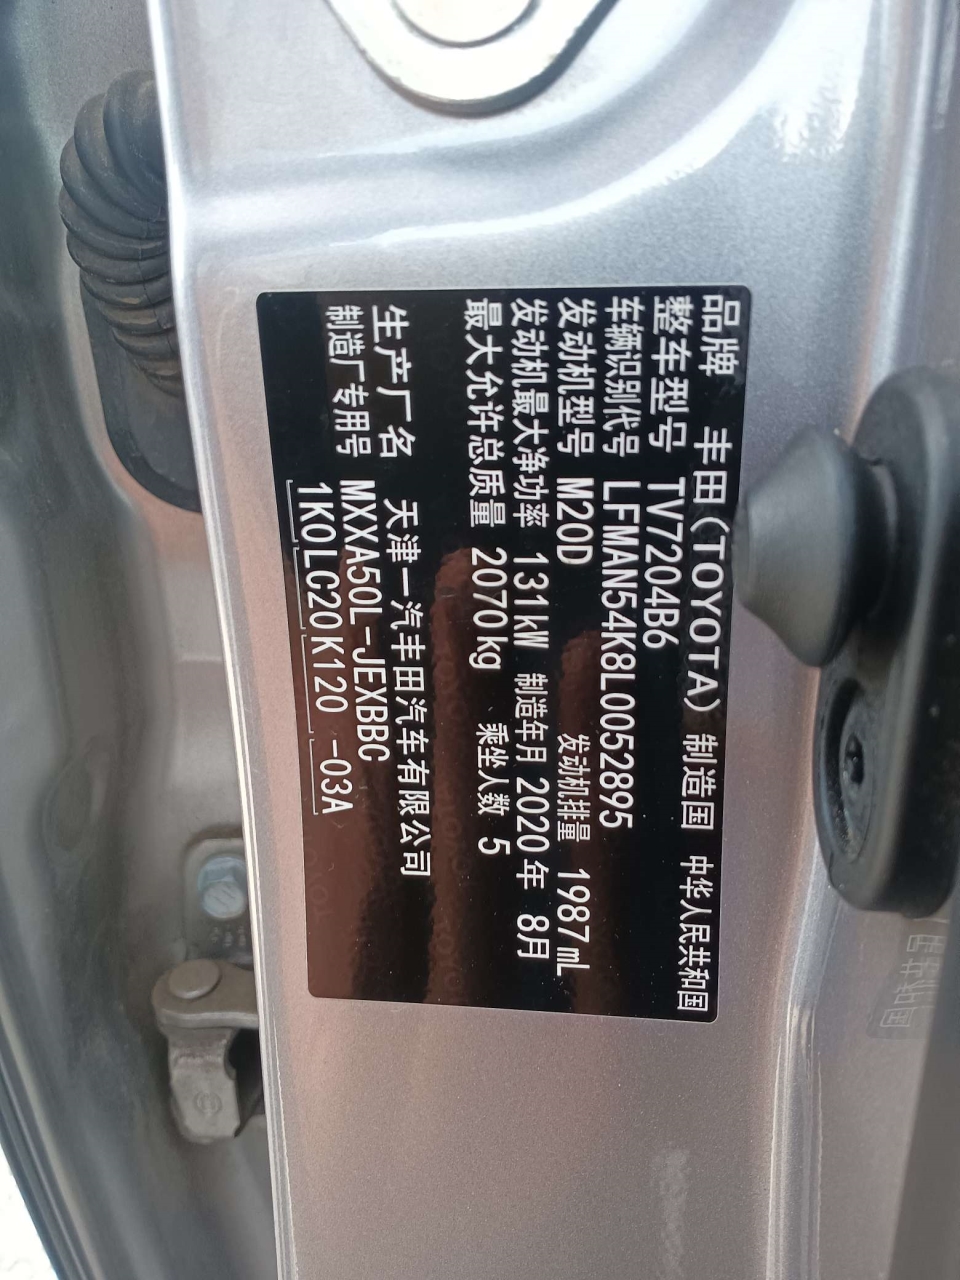 品牌 丰田(TOYOTA) 制造国 中华人民共和国
整车型号 TV7204B6
车辆识别代号 LFMAN54K8L0052895
发动机型号 M20D 发动机排量 1987mL
发动机最大净功率 131kW 制造年月 2020年 8月
最大允许总质量 2070kg 乘坐人数 5
生产厂名 天津一汽丰田汽车有限公司
制造厂专用号 MXXA50L-JEXBBC
1K0LC20K120 -03A